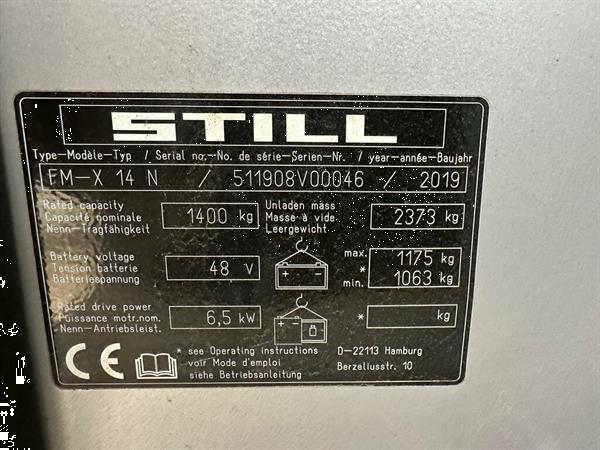 STILL
Type-Modèle-Typ / Serial no.-No. de série-Serien-Nr. / year-année-Baujahr
FM-X 14 N / 511908V00046 / 2019
Rated capacity
Capacité nominale
Nenn-Tragfähigkeit
1400 kg
Unladen mass
Masse à vide
Leergewicht
2373 kg
Battery voltage
Tension batterie
Batteriespannung
48 V
max. 1175 kg
*
min. 1063 kg
Rated drive power
Puissance motr.nom.
Nenn-Antriebsleist.
6,5 kW
* kg
CE
* see Operating instructions
voir Mode d'emploi
siehe Betriebsanleitung
D-22113 Hamburg
Berzeliusstr. 10